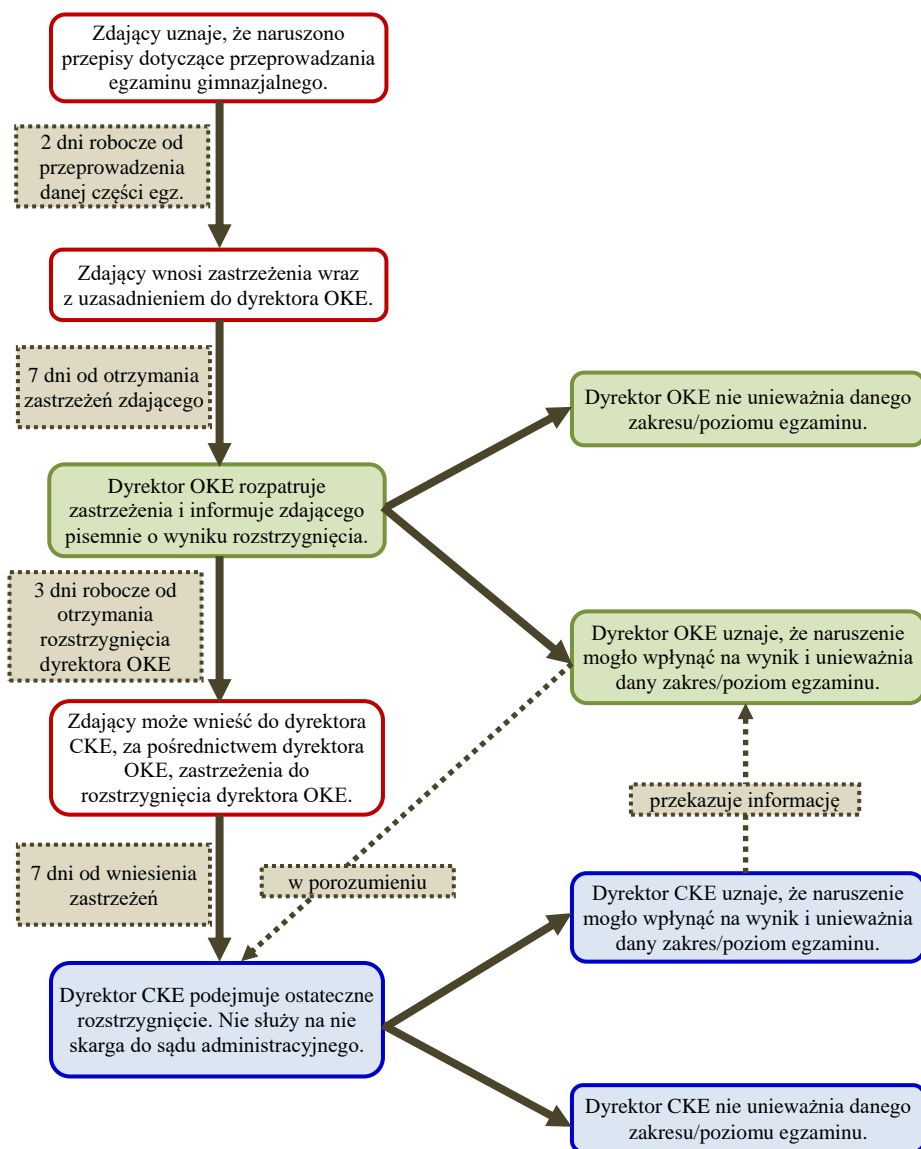 Zdający uznaje, że naruszono
przepisy dotyczące przeprowadzania
egzaminu gimnazjalnego.
2 dni robocze od
przeprowadzenia
danej części egz.
Zdający wnosi zastrzeżenia wraz
z uzasadnieniem do dyrektora OKE.
7 dni od otrzymania
zastrzeżeń zdającego
Dyrektor OKE nie unieważnia danego
zakresu/poziomu egzaminu.
Dyrektor OKE rozpatruje
zastrzeżenia i informuje zdającego
pisemnie o wyniku rozstrzygnięcia.
3 dni robocze od
otrzymania
rozstrzygnięcia
dyrektora OKE
Dyrektor OKE uznaje, że naruszenie
mogło wpłynąć na wynik i unieważnia
dany zakres/poziom egzaminu.
Zdający może wnieść do dyrektora
CKE, za pośrednictwem dyrektora
OKE, zastrzeżenia do
rozstrzygnięcia dyrektora OKE.
przekazuje informację
7 dni od wniesienia
zastrzeżeń
w porozumieniu
Dyrektor CKE uznaje, że naruszenie
mogło wpłynąć na wynik i unieważnia
dany zakres/poziom egzaminu.
Dyrektor CKE podejmuje ostateczne
rozstrzygnięcie. Nie służy na nie
skarga do sądu administracyjnego.
Dyrektor CKE nie unieważnia danego
zakresu/poziomu egzaminu.